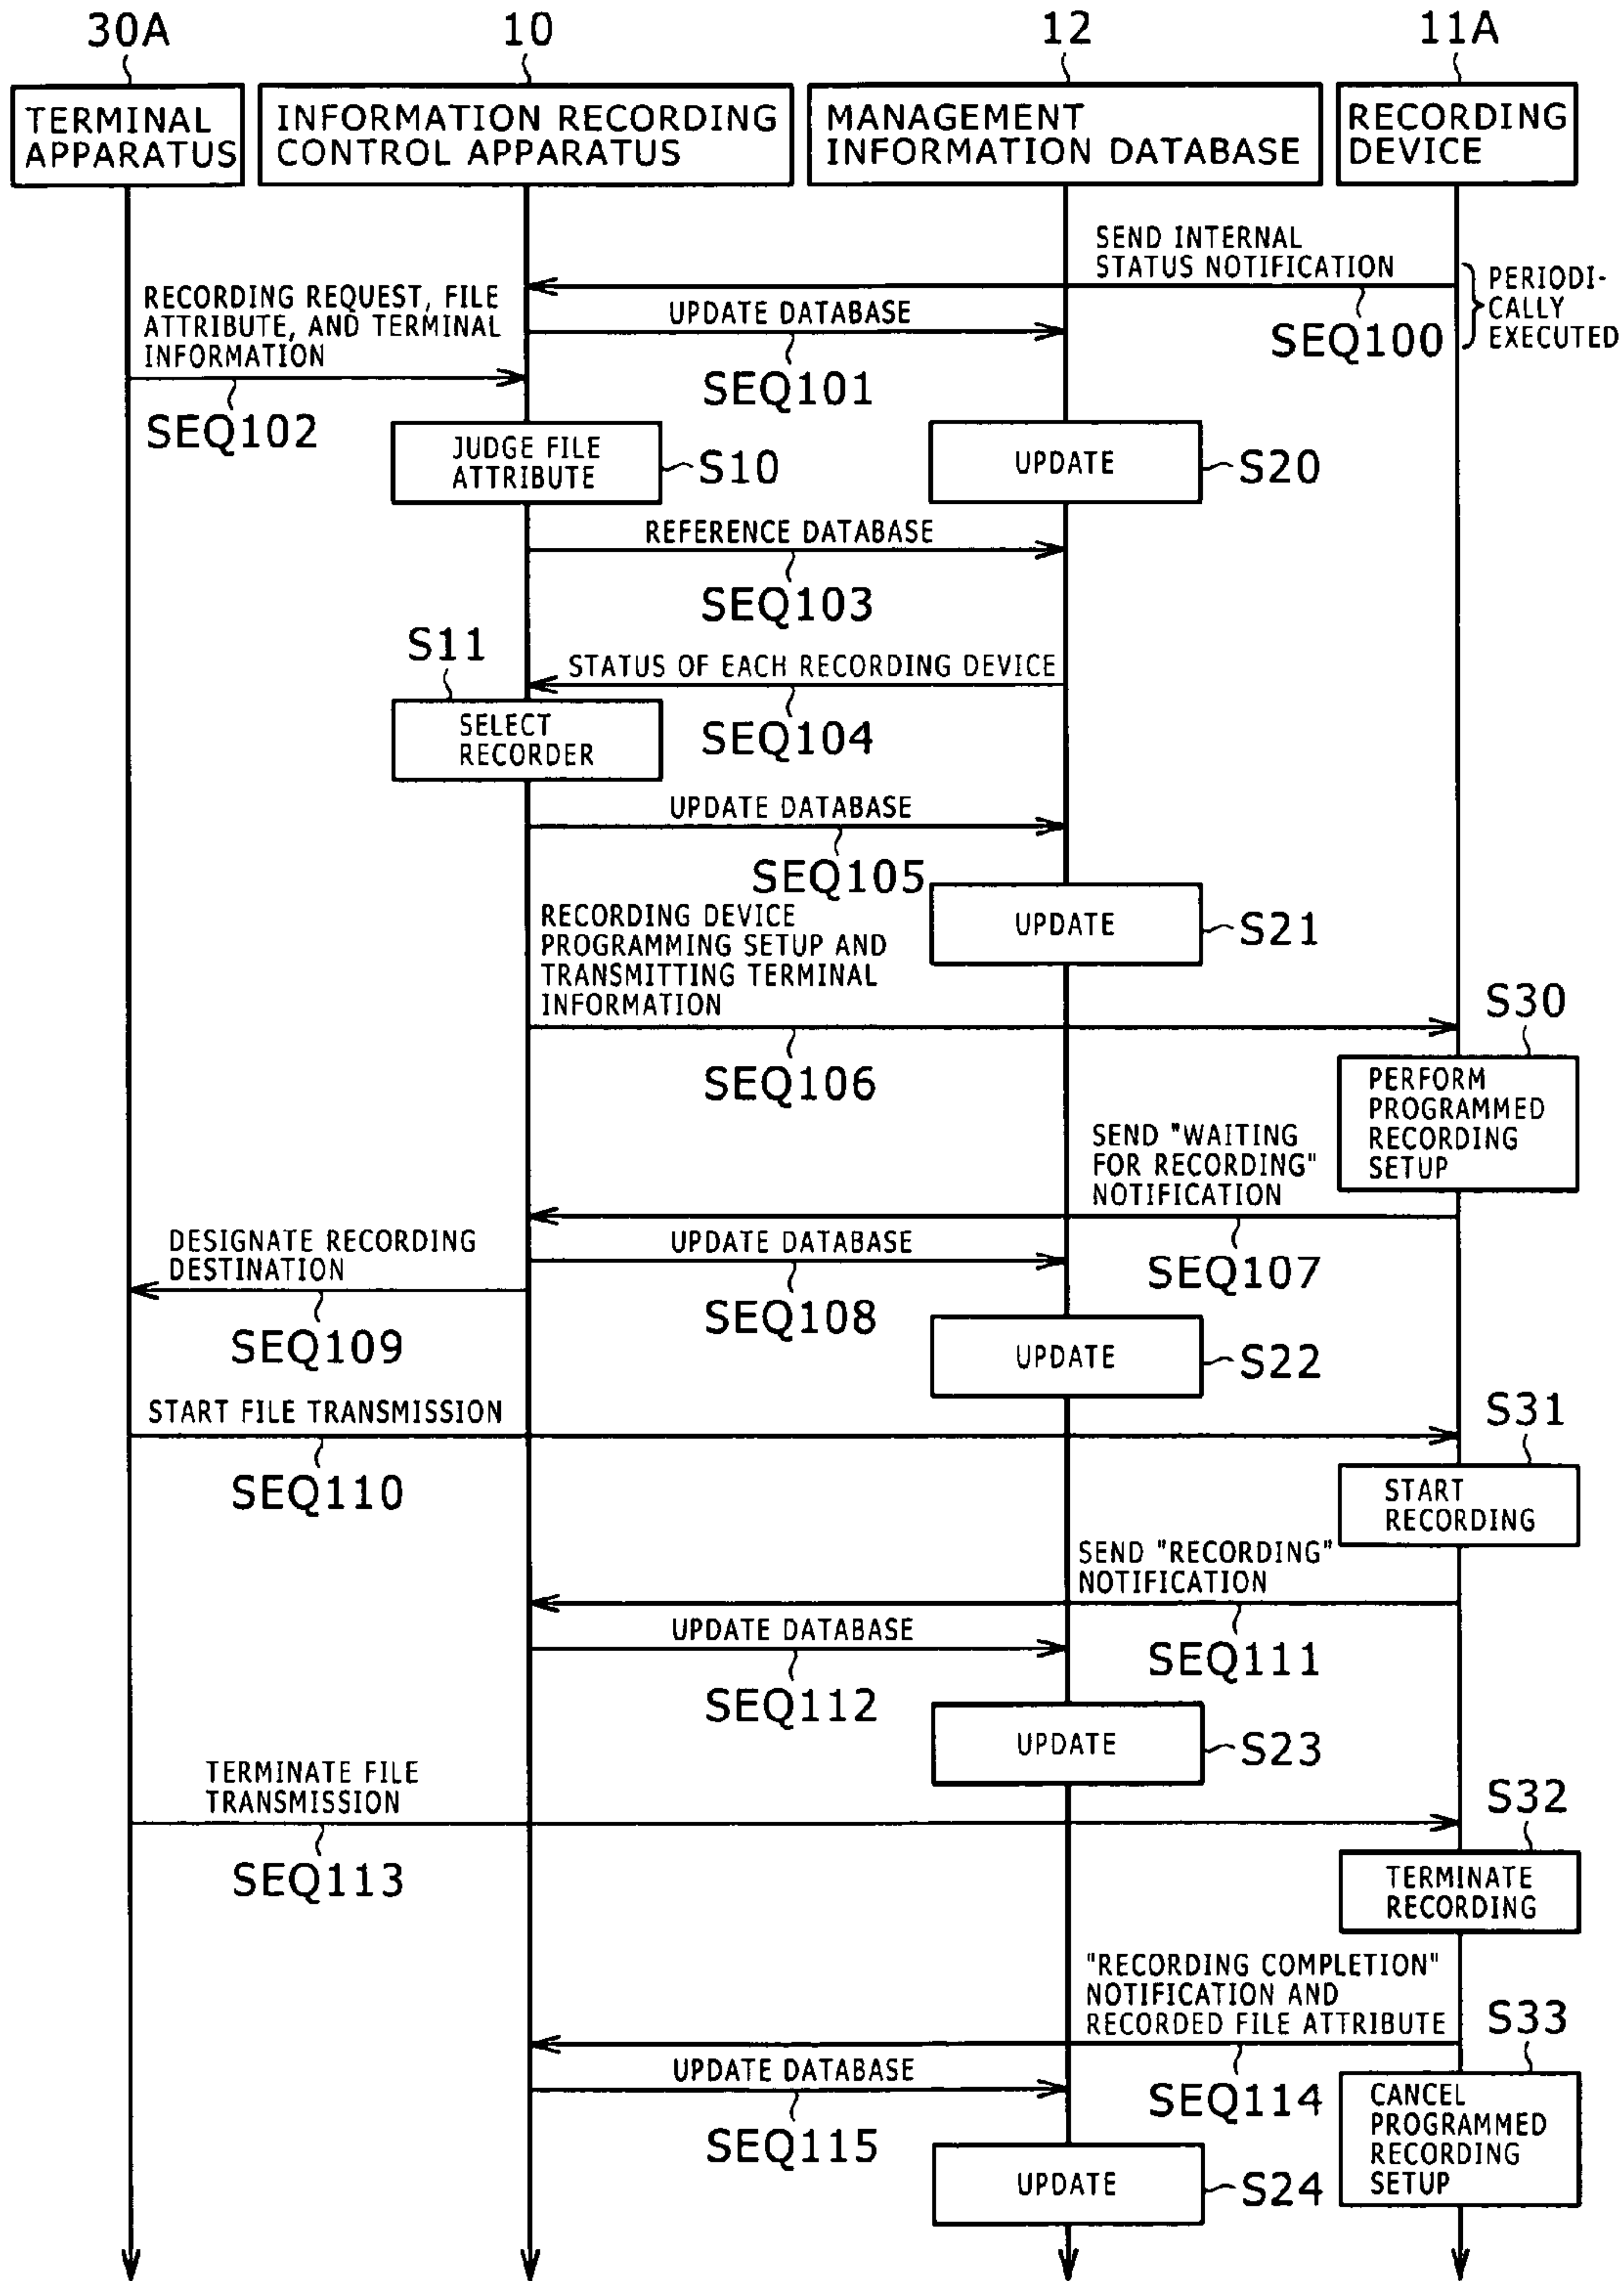 30A
10
12
11A
TERMINAL
APPARATUS
INFORMATION RECORDING
CONTROL APPARATUS
MANAGEMENT
INFORMATION DATABASE
RECORDING
DEVICE
SEND INTERNAL
STATUS NOTIFICATION
PERIODI-
CALLY
EXECUTED
SEQ100
RECORDING REQUEST, FILE
ATTRIBUTE, AND TERMINAL
INFORMATION
UPDATE DATABASE
SEQ101
SEQ102
JUDGE FILE
ATTRIBUTE
S10
UPDATE
S20
REFERENCE DATABASE
SEQ103
S11
STATUS OF EACH RECORDING DEVICE
SEQ104
SELECT
RECORDER
UPDATE DATABASE
SEQ105
UPDATE
S21
RECORDING DEVICE
PROGRAMMING SETUP AND
TRANSMITTING TERMINAL
INFORMATION
SEQ106
S30
PERFORM
PROGRAMMED
RECORDING
SETUP
SEND "WAITING
FOR RECORDING"
NOTIFICATION
SEQ107
DESIGNATE RECORDING
DESTINATION
UPDATE DATABASE
SEQ108
SEQ109
UPDATE
S22
START FILE TRANSMISSION
SEQ110
S31
START
RECORDING
SEND "RECORDING"
NOTIFICATION
SEQ111
UPDATE DATABASE
SEQ112
UPDATE
S23
TERMINATE FILE
TRANSMISSION
SEQ113
S32
TERMINATE
RECORDING
"RECORDING COMPLETION"
NOTIFICATION AND
RECORDED FILE ATTRIBUTE
S33
SEQ114
UPDATE DATABASE
SEQ115
CANCEL
PROGRAMMED
RECORDING
SETUP
UPDATE
S24